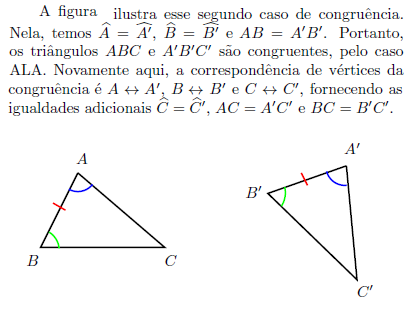 A figura ilustra esse segundo caso de congruência.
Nela, temos Â = Â', B̂ = B̂' e AB = A'B'. Portanto,
os triângulos ABC e A'B'C' são congruentes, pelo caso
ALA. Novamente aqui, a correspondência de vértices da
congruência é A ↔ A', B ↔ B' e C ↔ C', fornecendo as
igualdades adicionais Ĉ = Ĉ', AC = A'C' e BC = B'C'.
A
A'
B'
B
C
C'